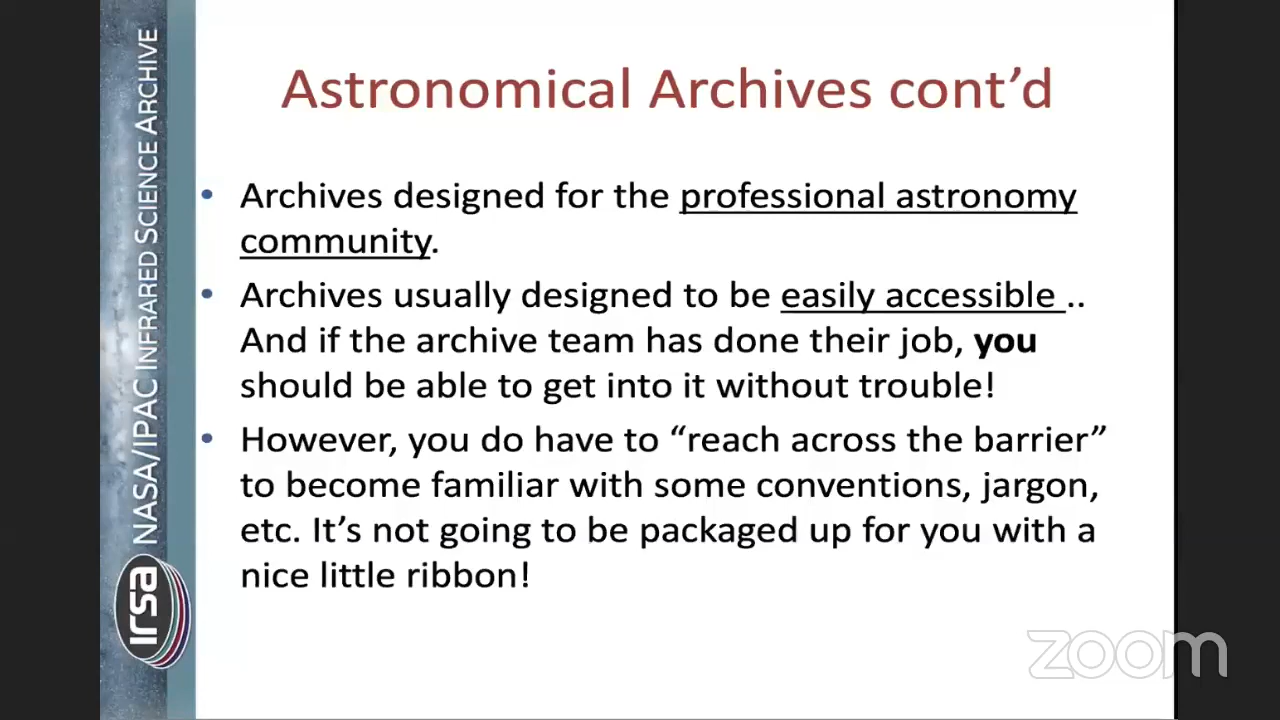 Astronomical Archives cont’d
• Archives designed for the professional astronomy
community.
• Archives usually designed to be easily accessible ..
And if the archive team has done their job, you
should be able to get into it without trouble!
• However, you do have to “reach across the barrier”
to become familiar with some conventions, jargon,
etc. It’s not going to be packaged up for you with a
nice little ribbon!
NASA/IPAC INFRARED SCIENCE ARCHIVE
irsa
zoom